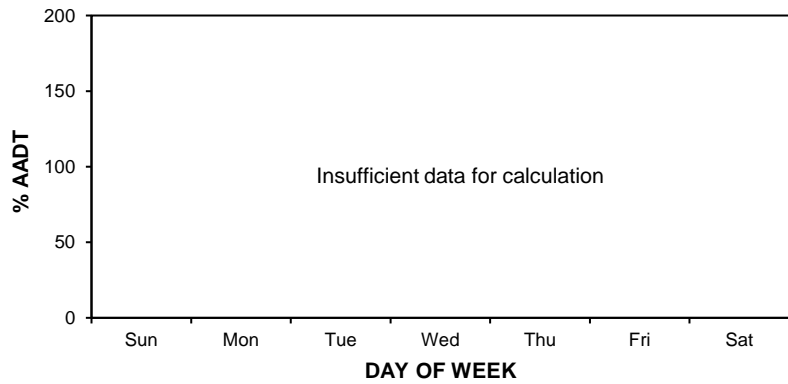 200
150
% AADT
100
Insufficient data for calculation
50
0
Sun Mon Tue Wed Thu Fri Sat
DAY OF WEEK